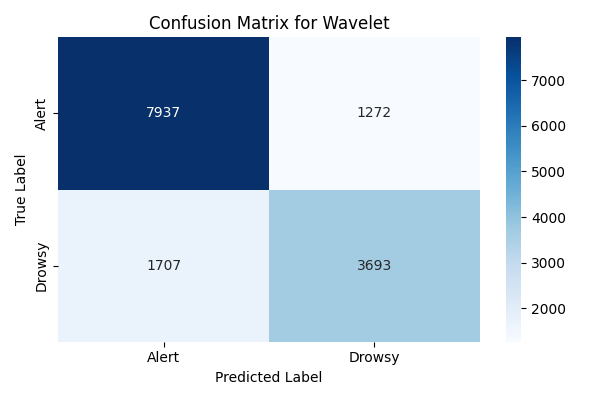 Confusion Matrix for Wavelet
True Label
Alert
7937
1272
Drowsy
1707
3693
Alert
Drowsy
Predicted Label
7000
6000
5000
4000
3000
2000